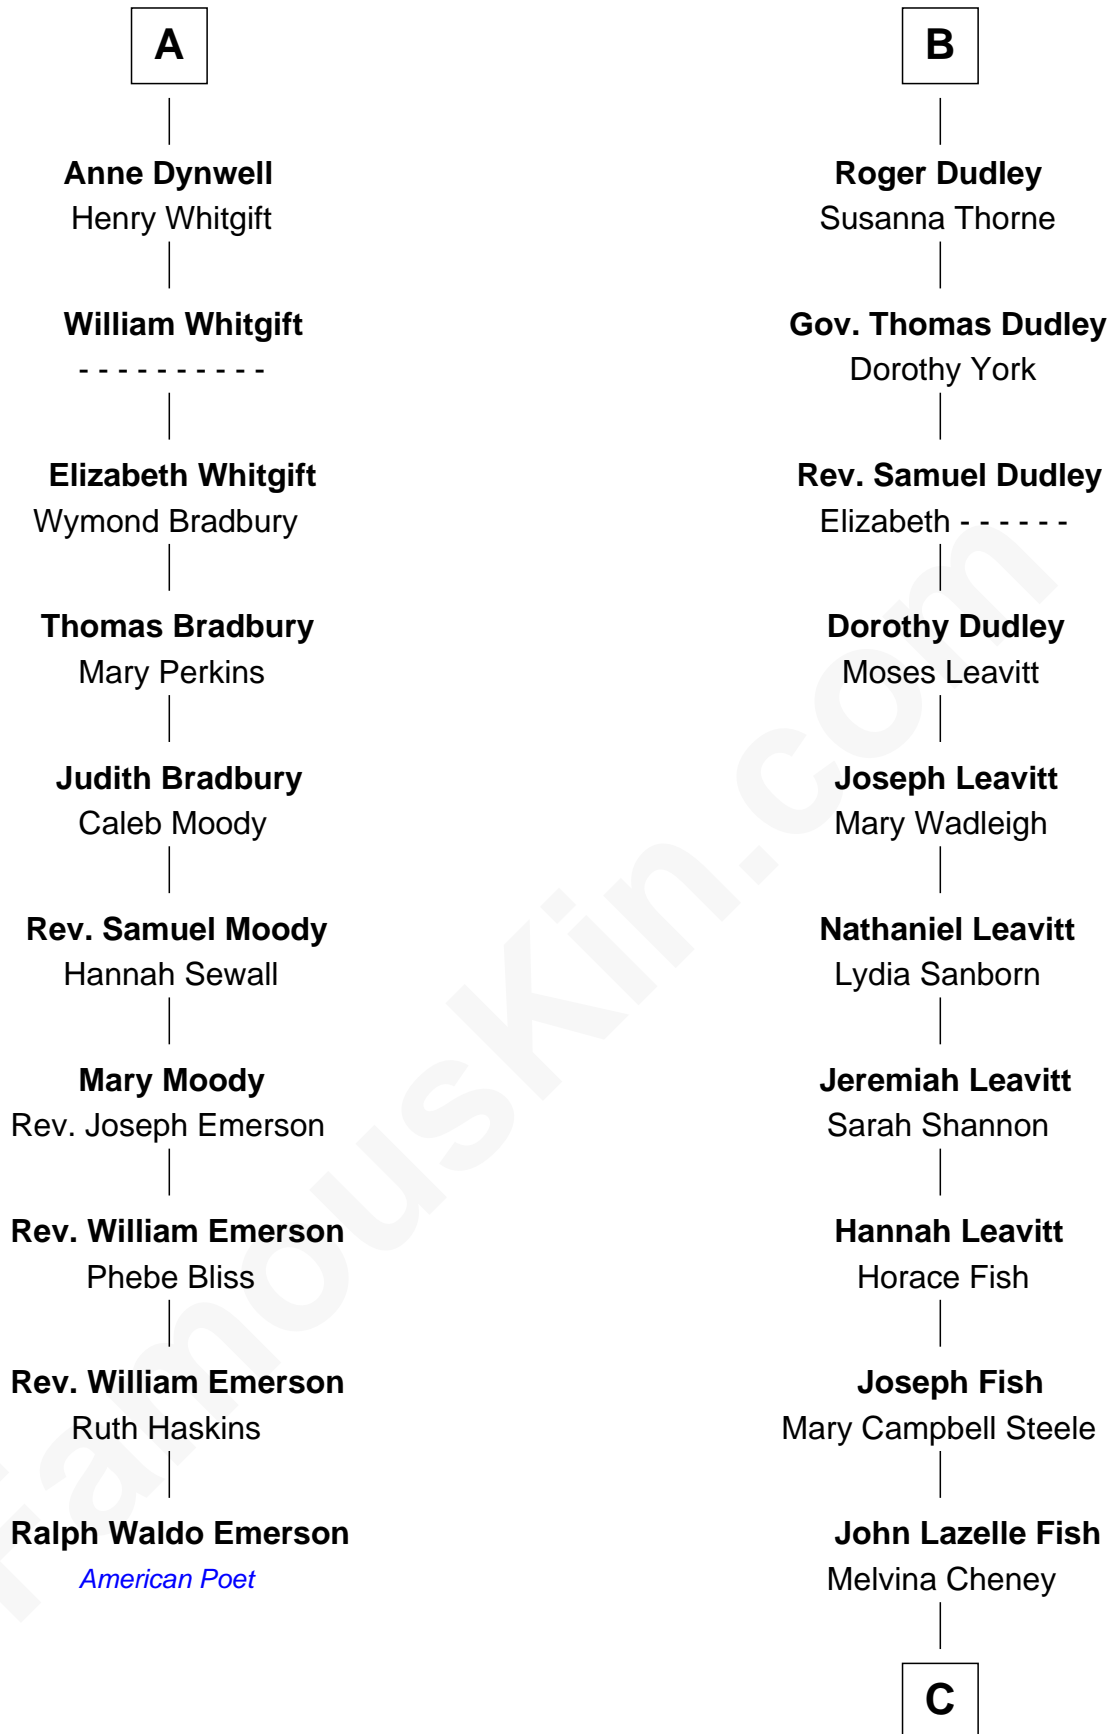 A
Anne Dynwell
Henry Whitgift
William Whitgift
- - - - - - - - - -
Elizabeth Whitgift
Wymond Bradbury
Thomas Bradbury
Mary Perkins
Judith Bradbury
Caleb Moody
Rev. Samuel Moody
Hannah Sewall
Mary Moody
Rev. Joseph Emerson
Rev. William Emerson
Phebe Bliss
Rev. William Emerson
Ruth Haskins
Ralph Waldo Emerson
American Poet
B
Roger Dudley
Susanna Thorne
Gov. Thomas Dudley
Dorothy York
Rev. Samuel Dudley
Elizabeth - - - - - -
Dorothy Dudley
Moses Leavitt
Joseph Leavitt
Mary Wadleigh
Nathaniel Leavitt
Lydia Sanborn
Jeremiah Leavitt
Sarah Shannon
Hannah Leavitt
Horace Fish
Joseph Fish
Mary Campbell Steele
John Lazelle Fish
Melvina Cheney
C
FamousKin.com